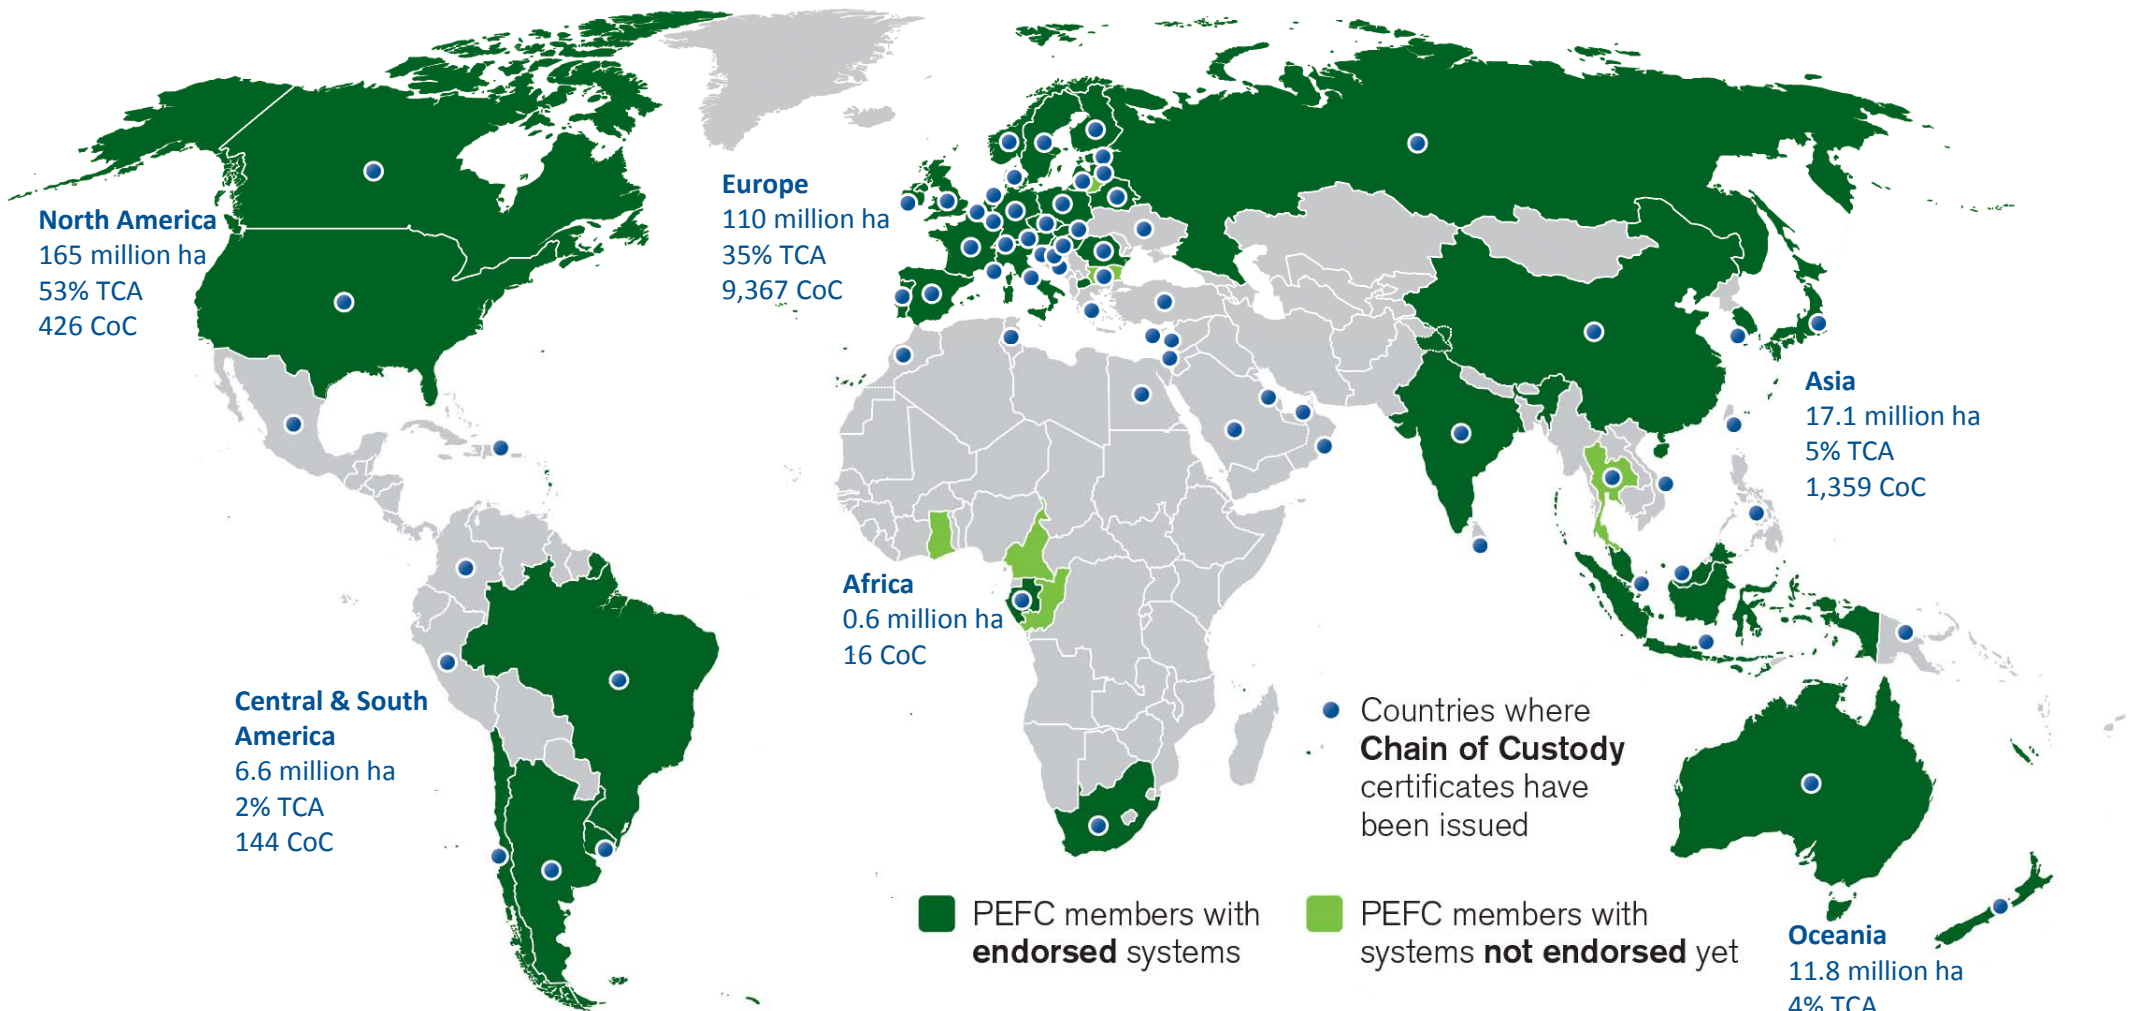 North America
165 million ha
53% TCA
426 CoC
Europe
110 million ha
35% TCA
9,367 CoC
Asia
17.1 million ha
5% TCA
1,359 CoC
Africa
0.6 million ha
16 CoC
Central & South
America
6.6 million ha
2% TCA
144 CoC
Countries where
Chain of Custody
certificates have
been issued
PEFC members with
endorsed systems
PEFC members with
systems not endorsed yet
Oceania
11.8 million ha
4% TCA